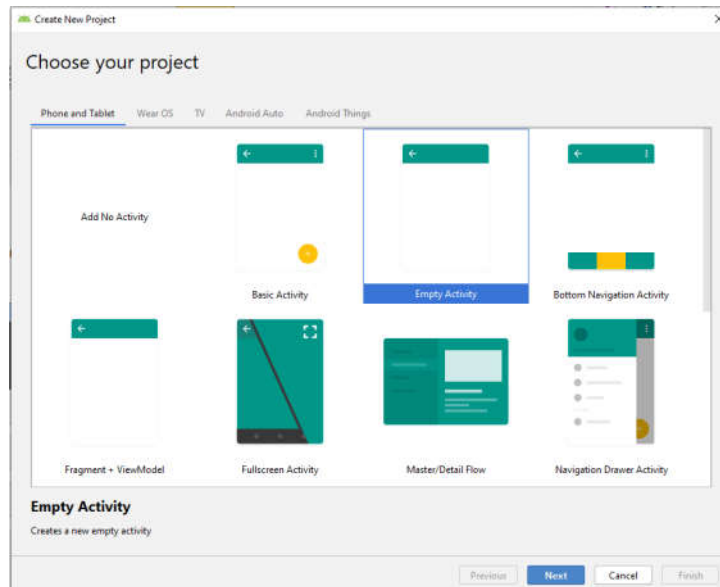 Create New Project
Choose your project
Phone and Tablet Wear OS TV Android Auto Android Things
Add No Activity
Basic Activity
Empty Activity
Bottom Navigation Activity
Fragment + ViewModel
Fullscreen Activity
Master/Detail Flow
Navigation Drawer Activity
Empty Activity
Creates a new empty activity
Previous Next Cancel Finish